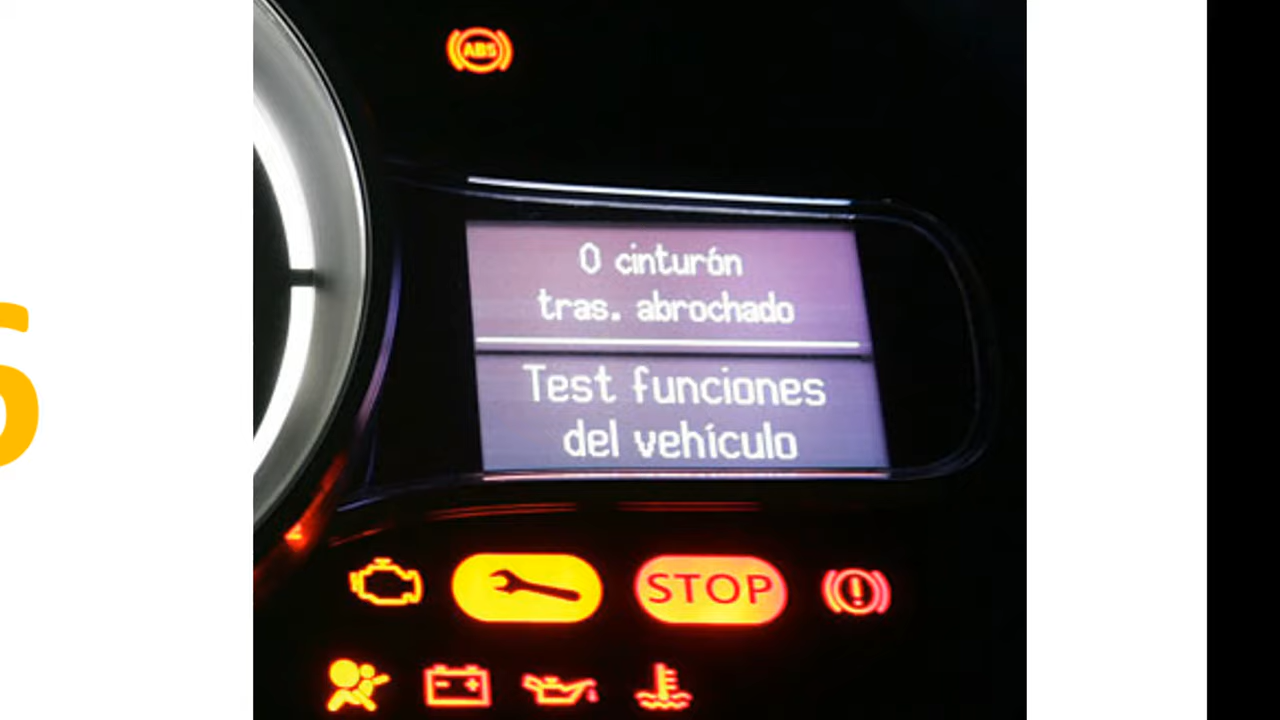 ABS
0 cinturón
tras. abrochado
Test funciones
del vehículo
STOP